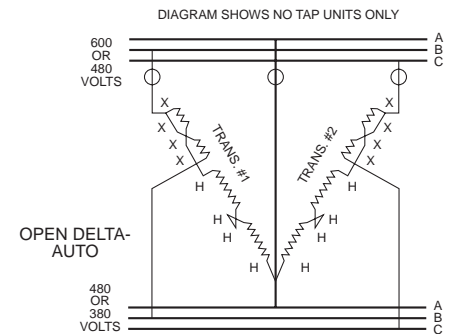 DIAGRAM SHOWS NO TAP UNITS ONLY
600
OR
480
VOLTS
A
B
C
X
X
X
X
H
H
H
H
TRANS. #1
TRANS. #2
X
X
X
X
H
H
H
H
OPEN DELTA-
AUTO
480
OR
380
VOLTS
A
B
C